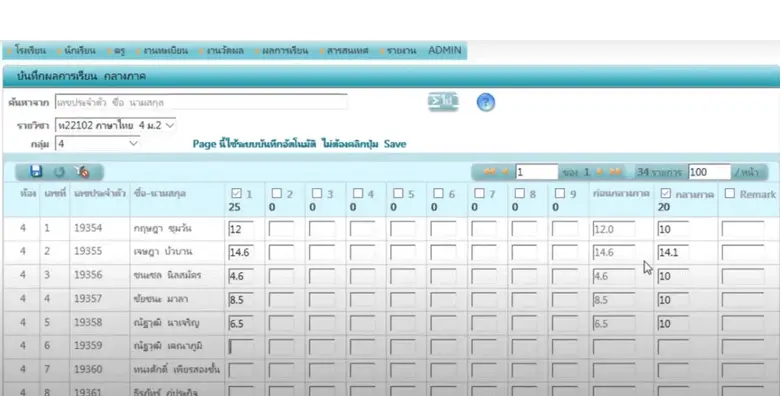 โรงเรียน นักเรียน ครู งานทะเบียน งานวัดผล ผลการเรียน สารสนเทศ รายงาน ADMIN
บันทึกผลการเรียน กลางภาค
ค้นหาจาก เลขประจำตัว ชื่อ นามสกุล
รายวิชา ท22102 ภาษาไทย 4 ม.2
กลุ่ม 4 Page นี้ใช้ระบบบันทึกอัตโนมัติ ไม่ต้องคลิกปุ่ม Save
1 ของ 1 34 รายการ 100 /หน้า
ห้อง เลขที่ เลขประจำตัว ชื่อ-นามสกุล 1 2 3 4 5 6 7 8 9 ก่อนกลางภาค กลางภาค Remark
25 0 0 0 0 0 0 0 0 20
4 1 19354 กฤษฎา ชุมวัน 12 12.0 10
4 2 19355 เจษฎา บัวบาน 14.6 14.6 14.1
4 3 19356 ชนะชล นิลสมัคร 4.6 4.6 10
4 4 19357 ชัยชนะ มาลา 8.5 8.5 10
4 5 19358 ณัฐวุฒิ นาเจริญ 6.5 6.5 10
4 6 19359 ณัฐวุฒิ เฒณาภูมิ
4 7 19360 ทนงศักดิ์ เพียรสองชั้น
4 8 19361